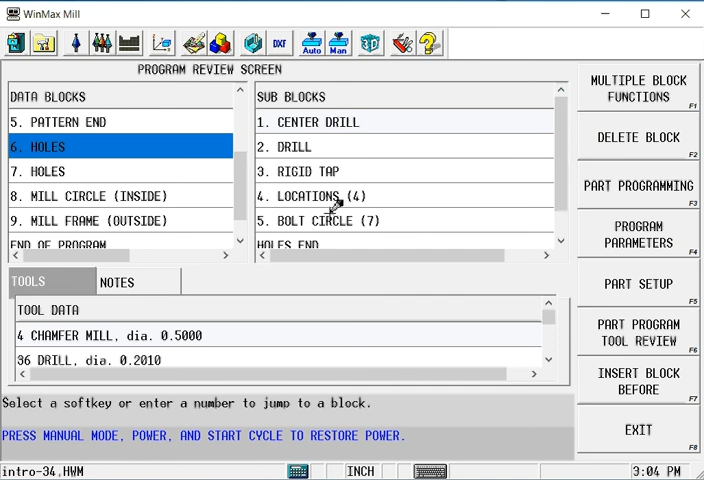 WinMax Mill
DXF
Auto
Man
3D
PROGRAM REVIEW SCREEN
DATA BLOCKS
5. PATTERN END
6. HOLES
7. HOLES
8. MILL CIRCLE (INSIDE)
9. MILL FRAME (OUTSIDE)
END OF PROGRAM
SUB BLOCKS
1. CENTER DRILL
2. DRILL
3. RIGID TAP
4. LOCATIONS (4)
5. BOLT CIRCLE (7)
HOLES END
TOOLS
NOTES
TOOL DATA
4 CHAMFER MILL, dia. 0.5000
36 DRILL, dia. 0.2010
Select a softkey or enter a number to jump to a block.
PRESS MANUAL MODE, POWER, AND START CYCLE TO RESTORE POWER.
MULTIPLE BLOCK
FUNCTIONS
F1
DELETE BLOCK
F2
PART PROGRAMMING
F3
PROGRAM
PARAMETERS
F4
PART SETUP
F5
PART PROGRAM
TOOL REVIEW
F6
INSERT BLOCK
BEFORE
F7
EXIT
F8
intro-34,HWM
INCH
3:04 PM